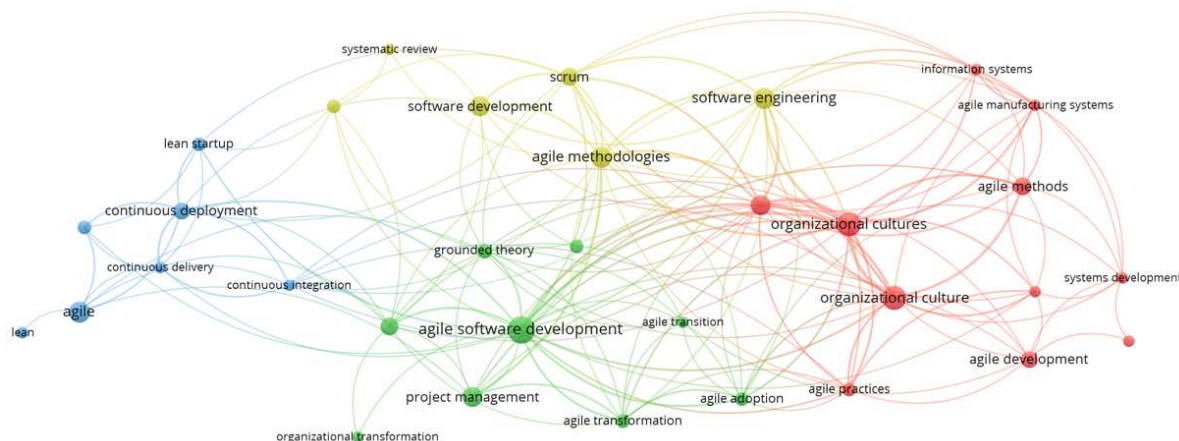 systematic review
scrum
information systems
software development
software engineering
agile manufacturing systems
lean startup
agile methodologies
agile methods
continuous deployment
organizational cultures
grounded theory
continuous delivery
continuous integration
systems development
organizational culture
agile
agile software development
agile transition
lean
agile development
project management
agile practices
agile adoption
agile transformation
organizational transformation